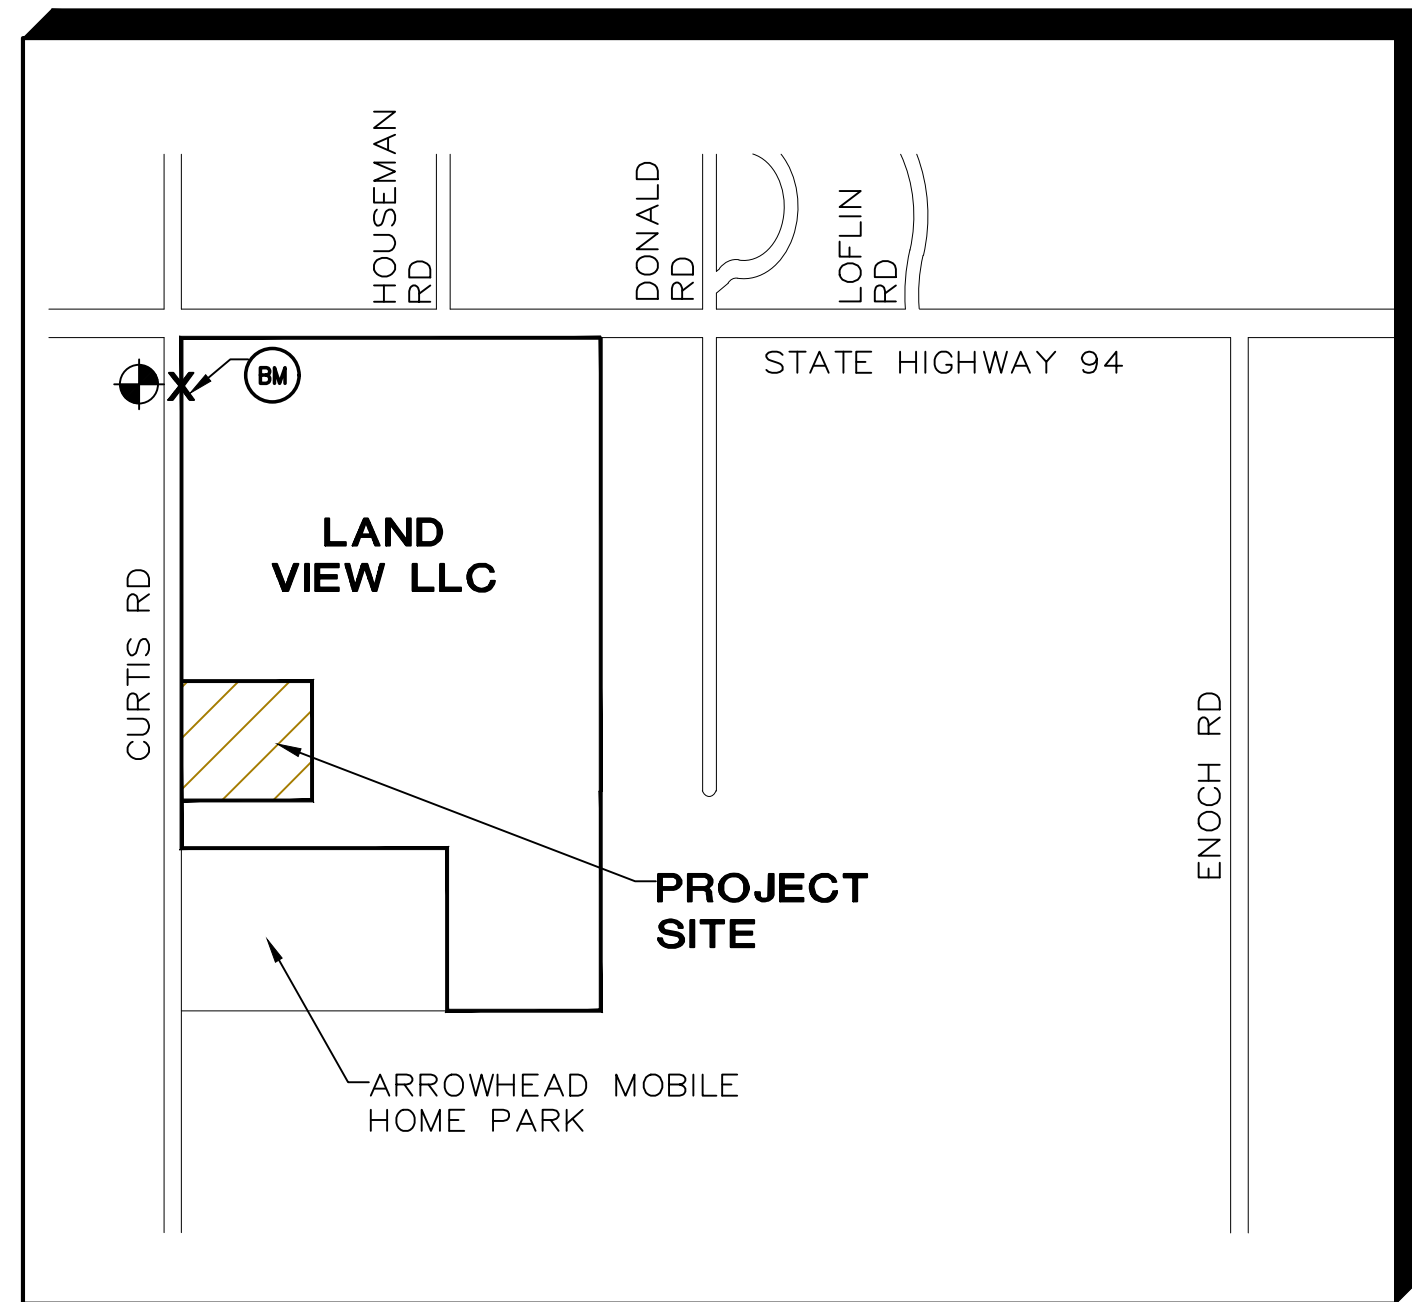 HOUSEMAN
RD
DONALD
RD
LOFLIN
RD
STATE HIGHWAY 94
X
BM
LAND
VIEW LLC
CURTIS RD
ENOCH RD
PROJECT
SITE
ARROWHEAD MOBILE
HOME PARK